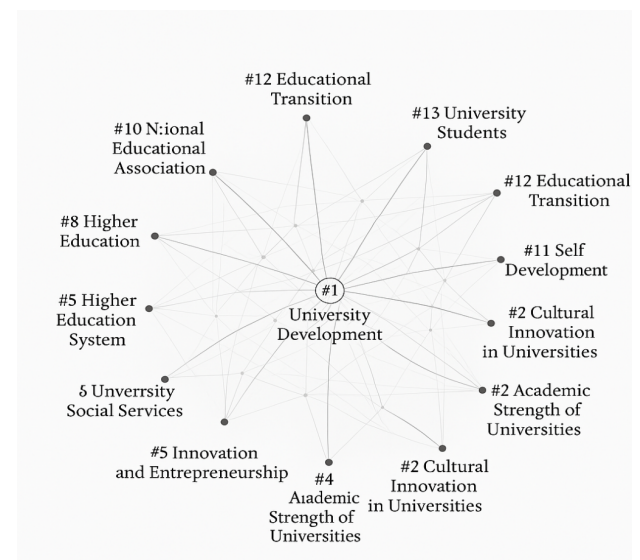 #12 Educational
Transition
#13 University
Students
#10 N:ional
Educational
Association
#12 Educational
Transition
#8 Higher
Education
#11 Self
Development
#1
University
Development
#5 Higher
Education
System
#2 Cultural
Innovation
in Universities
δ Unverrsity
Social Services
#2 Academic
Strength of
Universities
#5 Innovation
and Entrepreneurship
#4
Aıademic
Strength of
Universities
#2 Cultural
Innovation
in Universities